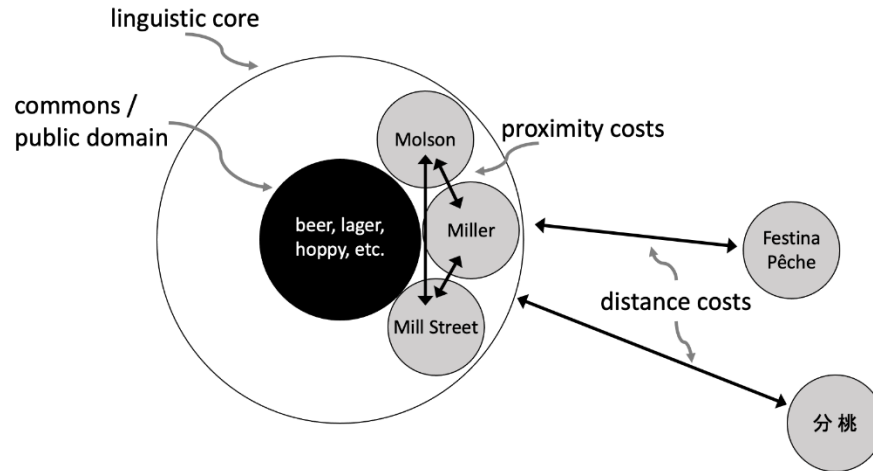 linguistic core
commons /
public domain
Molson
proximity costs
beer, lager,
hoppy, etc.
Miller
Festina
Pêche
distance costs
Mill Street
分 桃